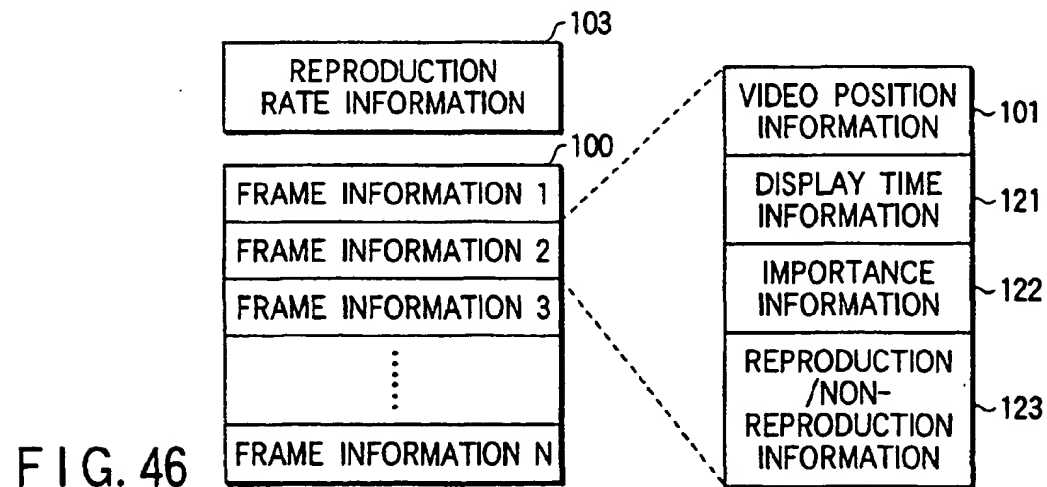 103
REPRODUCTION
RATE INFORMATION
100
FRAME INFORMATION 1
FRAME INFORMATION 2
FRAME INFORMATION 3
FRAME INFORMATION N
VIDEO POSITION
INFORMATION
101
DISPLAY TIME
INFORMATION
121
IMPORTANCE
INFORMATION
122
REPRODUCTION
/NON-
REPRODUCTION
INFORMATION
123
FIG. 46